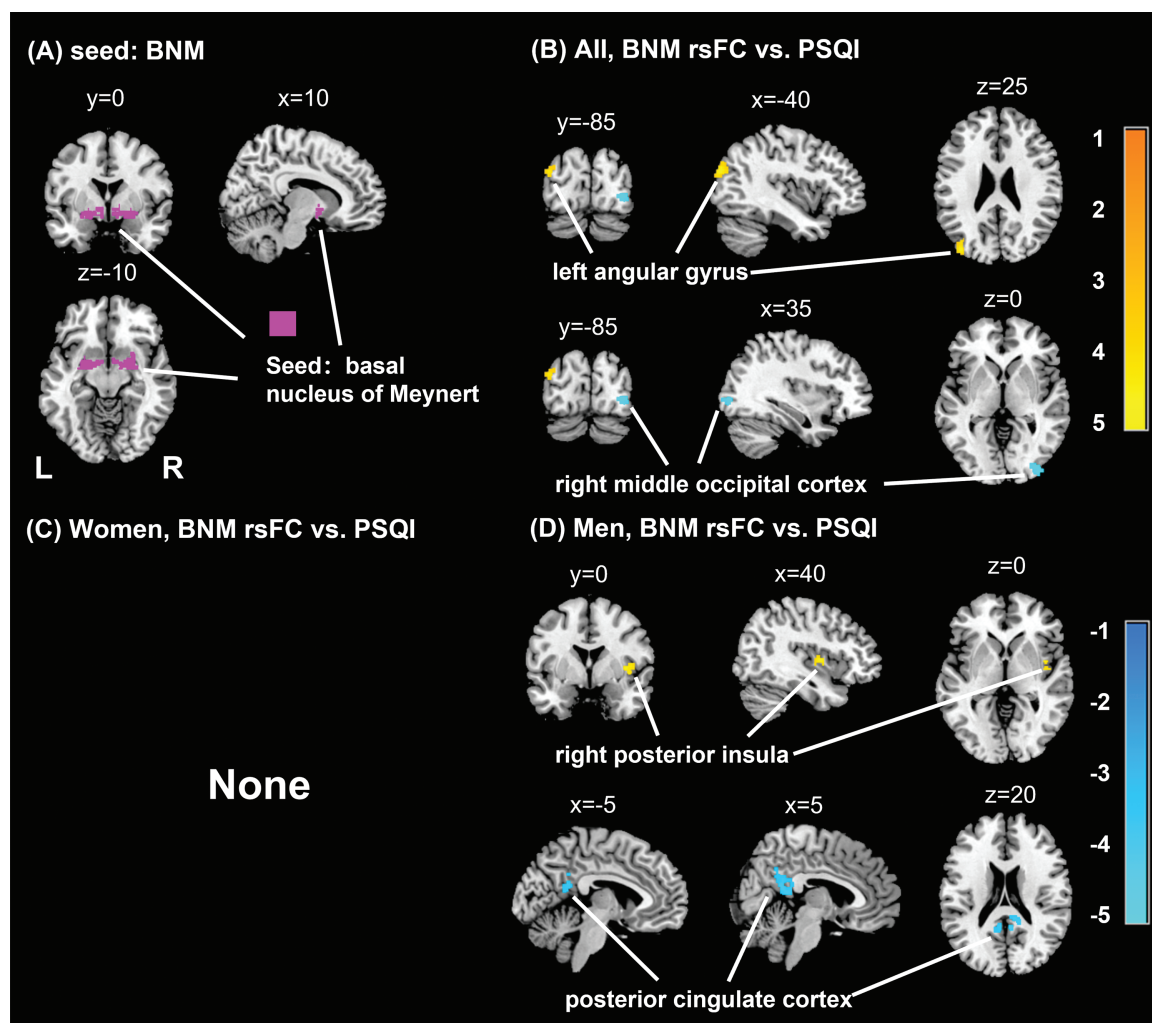 (A) seed: BNM
y=0
x=10
z=-10
Seed: basal
nucleus of Meynert
L
R
(B) All, BNM rsFC vs. PSQI
y=-85
x=-40
z=25
left angular gyrus
y=-85
x=35
z=0
right middle occipital cortex
1
2
3
4
5
(C) Women, BNM rsFC vs. PSQI
None
(D) Men, BNM rsFC vs. PSQI
y=0
x=40
z=0
right posterior insula
x=-5
x=5
z=20
posterior cingulate cortex
-1
-2
-3
-4
-5